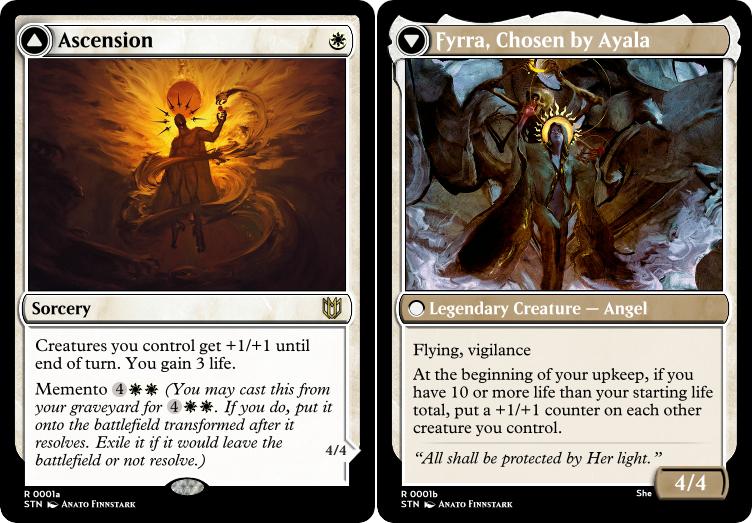 Ascension
Sorcery
Creatures you control get +1/+1 until
end of turn. You gain 3 life.
Memento 4 (You may cast this from
your graveyard for 4. If you do, put it
onto the battlefield transformed after it
resolves. Exile it if it would leave the
battlefield or not resolve.)
4/4
R 0001a
STN Anato Finnstark
Fyrra, Chosen by Ayala
Legendary Creature — Angel
Flying, vigilance
At the beginning of your upkeep, if you
have 10 or more life than your starting life
total, put a +1/+1 counter on each other
creature you control.
“All shall be protected by Her light.”
4/4
R 0001b
She
STN Anato Finnstark